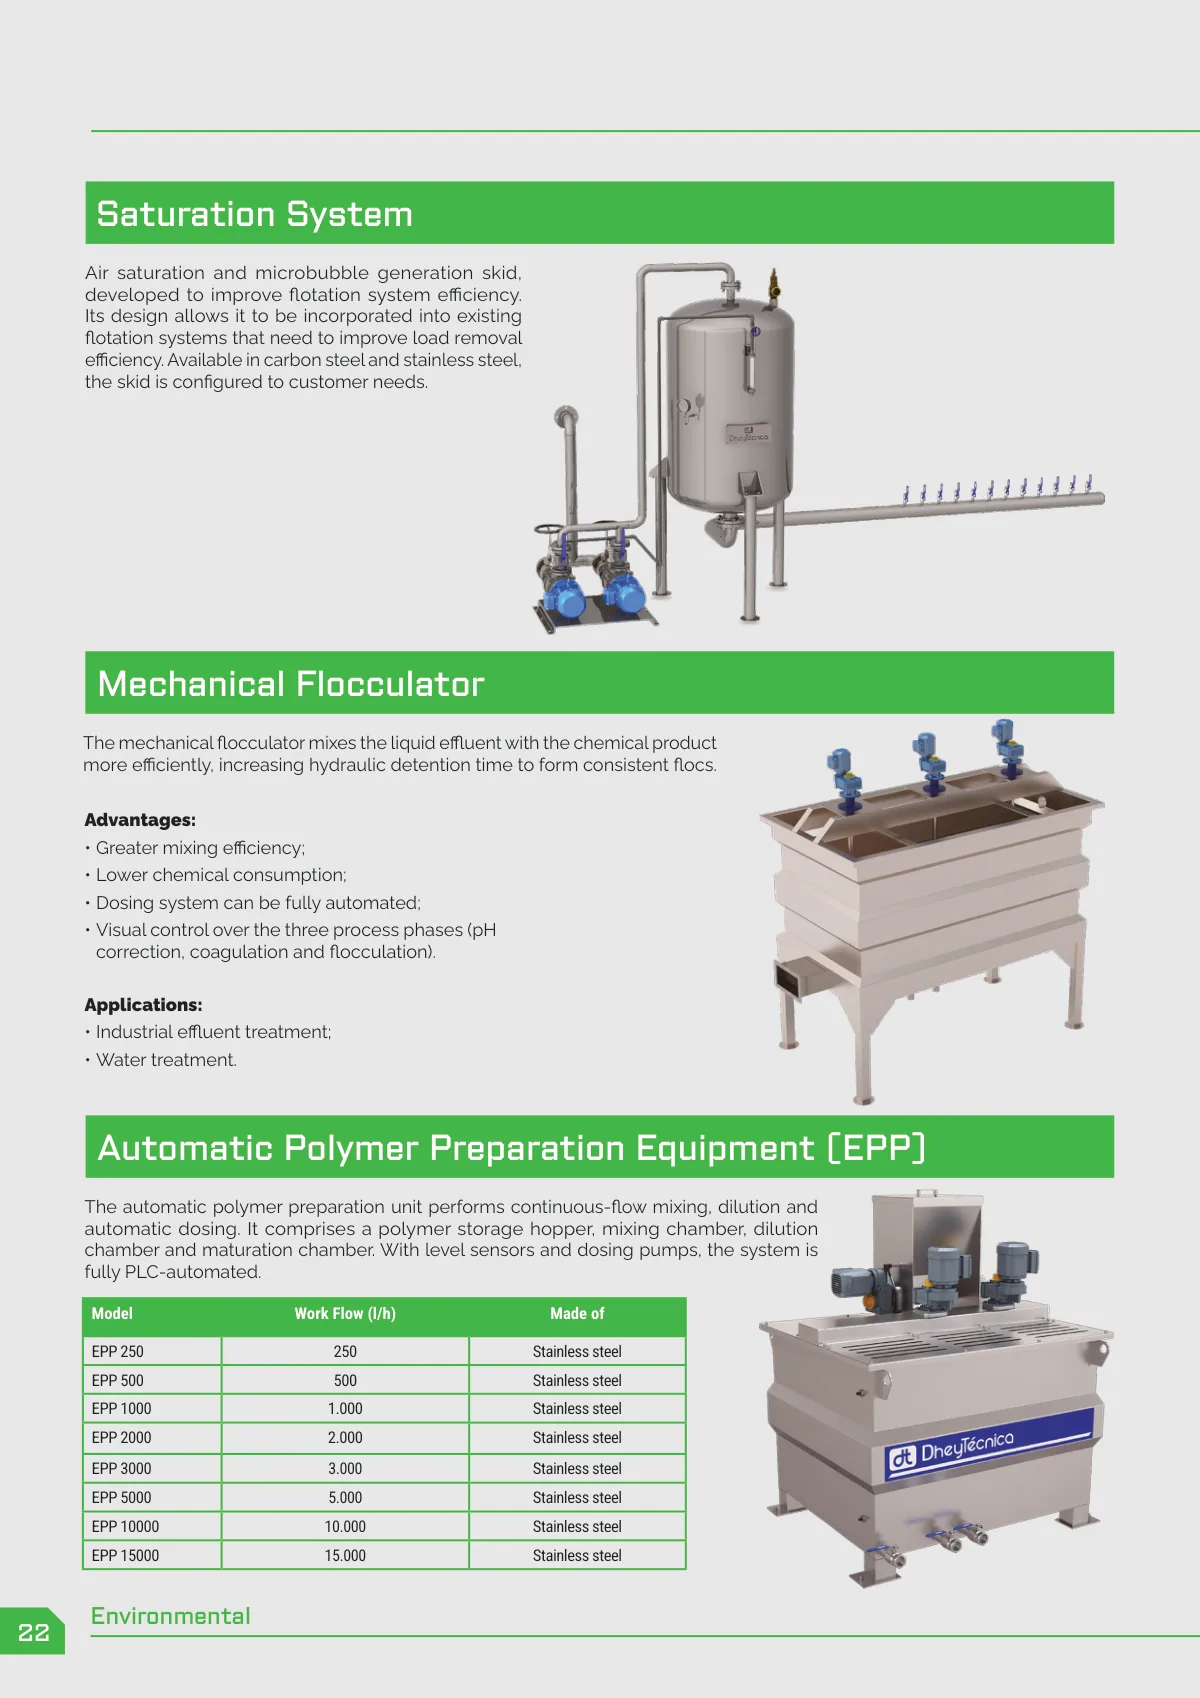 Saturation System
Air saturation and microbubble generation skid,
developed to improve flotation system efficiency.
Its design allows it to be incorporated into existing
flotation systems that need to improve load removal
efficiency. Available in carbon steel and stainless steel,
the skid is configured to customer needs.
dt
DheyTécnica
Mechanical Flocculator
The mechanical flocculator mixes the liquid effluent with the chemical product
more efficiently, increasing hydraulic detention time to form consistent flocs.
Advantages:
• Greater mixing efficiency;
• Lower chemical consumption;
• Dosing system can be fully automated;
• Visual control over the three process phases (pH
correction, coagulation and flocculation).
Applications:
• Industrial effluent treatment;
• Water treatment.
Automatic Polymer Preparation Equipment (EPP)
The automatic polymer preparation unit performs continuous-flow mixing, dilution and
automatic dosing. It comprises a polymer storage hopper, mixing chamber, dilution
chamber and maturation chamber. With level sensors and dosing pumps, the system is
fully PLC-automated.
Model Work Flow (l/h) Made of
EPP 250 250 Stainless steel
EPP 500 500 Stainless steel
EPP 1000 1.000 Stainless steel
EPP 2000 2.000 Stainless steel
EPP 3000 3.000 Stainless steel
EPP 5000 5.000 Stainless steel
EPP 10000 10.000 Stainless steel
EPP 15000 15.000 Stainless steel
dt DheyTécnica
Environmental
22